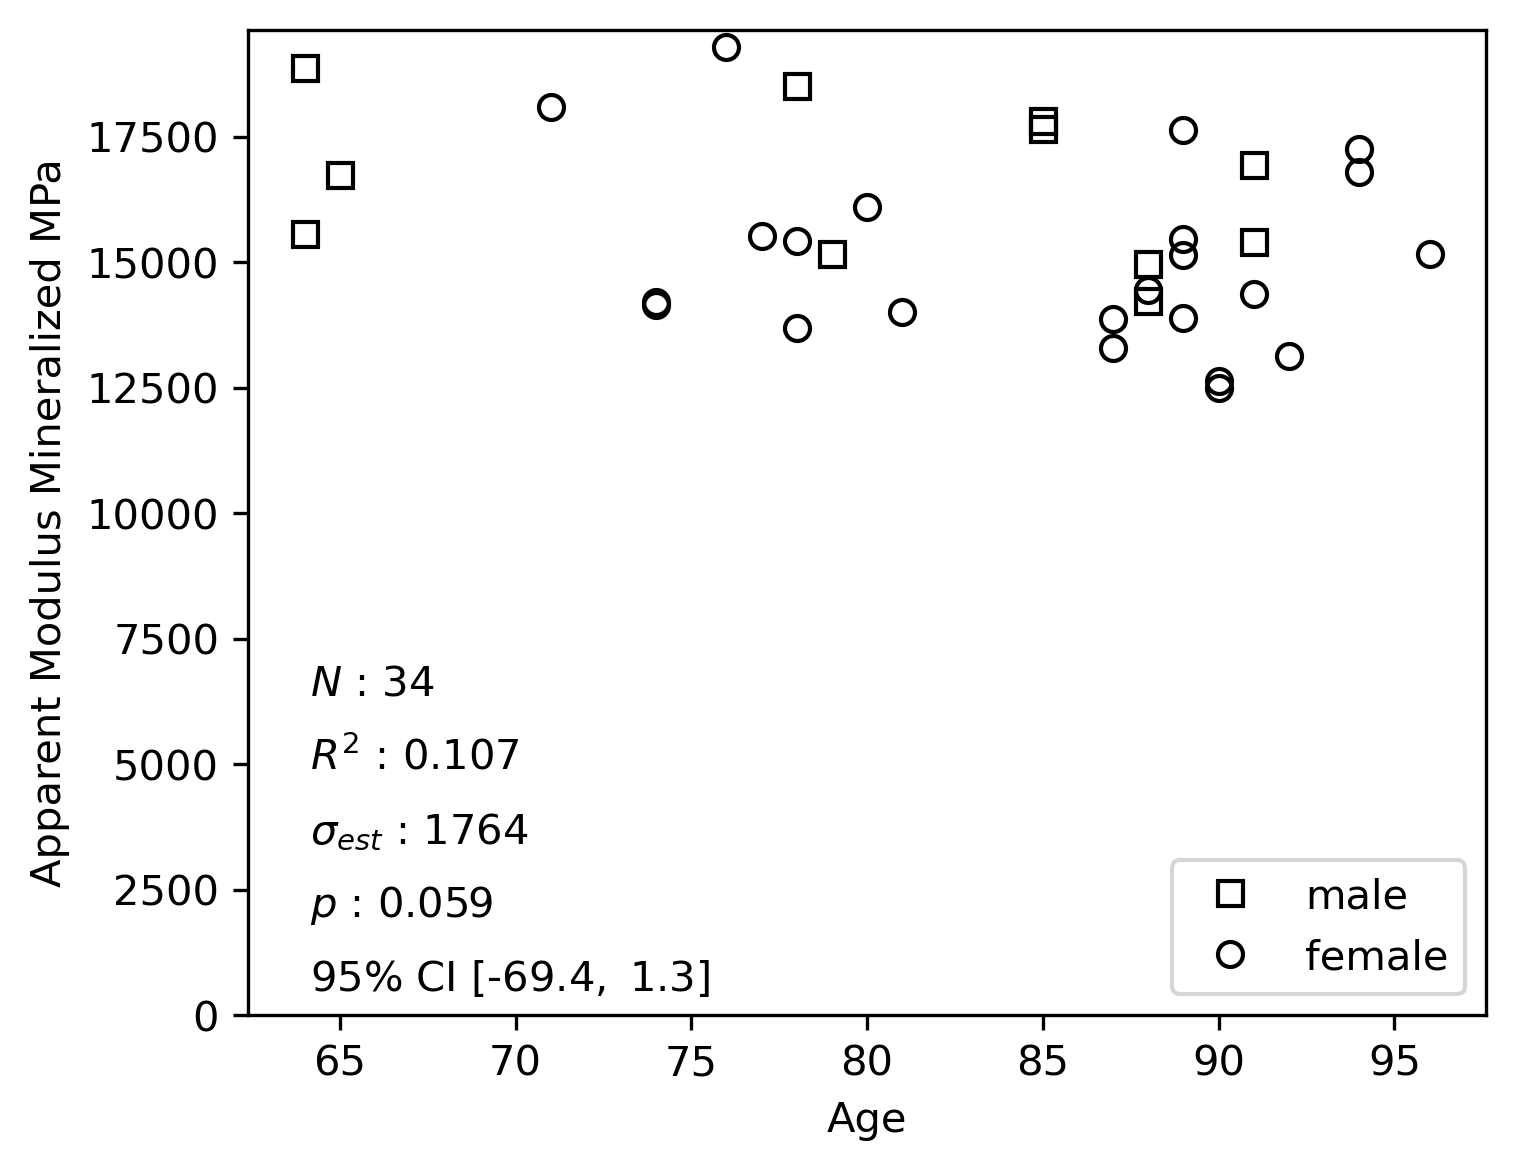 Apparent Modulus Mineralized MPa
17500
15000
12500
10000
7500
5000
2500
0
N : 34
R² : 0.107
σest : 1764
p : 0.059
95% CI [-69.4, 1.3]
male
female
65 70 75 80 85 90 95
Age